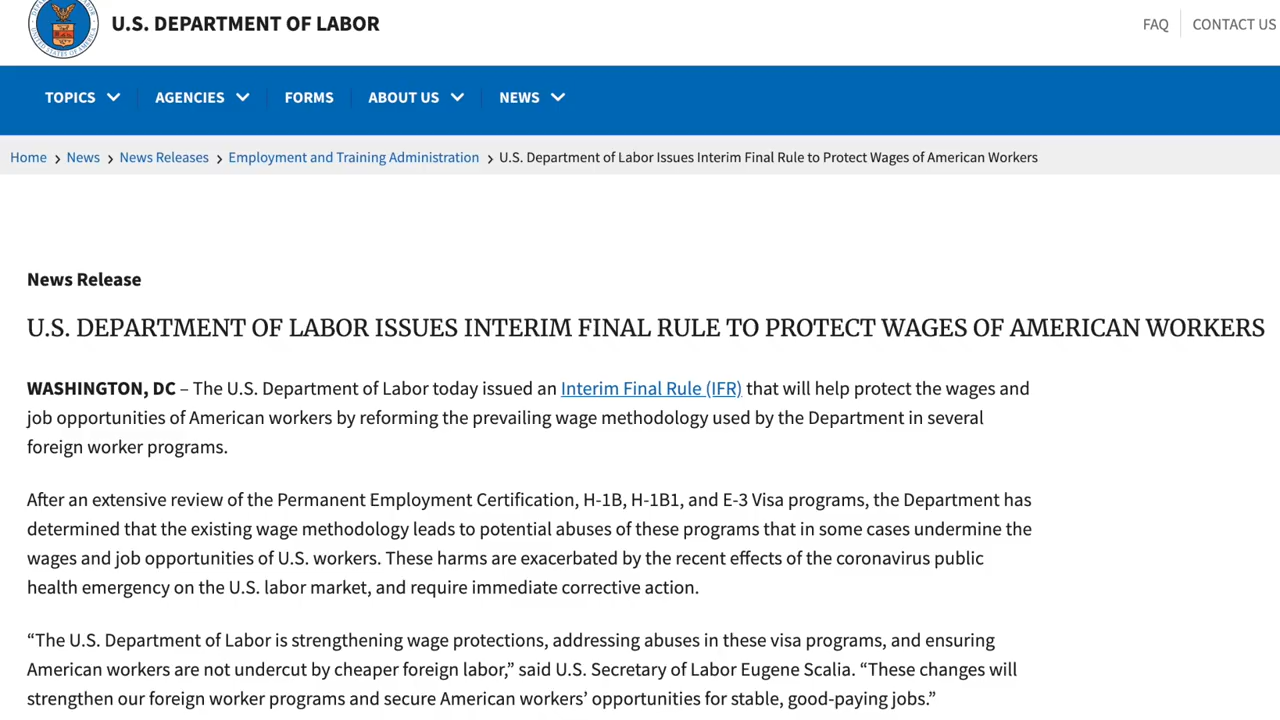 U.S. DEPARTMENT OF LABOR
FAQ
CONTACT US
TOPICS
AGENCIES
FORMS
ABOUT US
NEWS
Home > News > News Releases > Employment and Training Administration > U.S. Department of Labor Issues Interim Final Rule to Protect Wages of American Workers
News Release
U.S. DEPARTMENT OF LABOR ISSUES INTERIM FINAL RULE TO PROTECT WAGES OF AMERICAN WORKERS
WASHINGTON, DC – The U.S. Department of Labor today issued an Interim Final Rule (IFR) that will help protect the wages and
job opportunities of American workers by reforming the prevailing wage methodology used by the Department in several
foreign worker programs.
After an extensive review of the Permanent Employment Certification, H-1B, H-1B1, and E-3 Visa programs, the Department has
determined that the existing wage methodology leads to potential abuses of these programs that in some cases undermine the
wages and job opportunities of U.S. workers. These harms are exacerbated by the recent effects of the coronavirus public
health emergency on the U.S. labor market, and require immediate corrective action.
“The U.S. Department of Labor is strengthening wage protections, addressing abuses in these visa programs, and ensuring
American workers are not undercut by cheaper foreign labor,” said U.S. Secretary of Labor Eugene Scalia. “These changes will
strengthen our foreign worker programs and secure American workers’ opportunities for stable, good-paying jobs.”